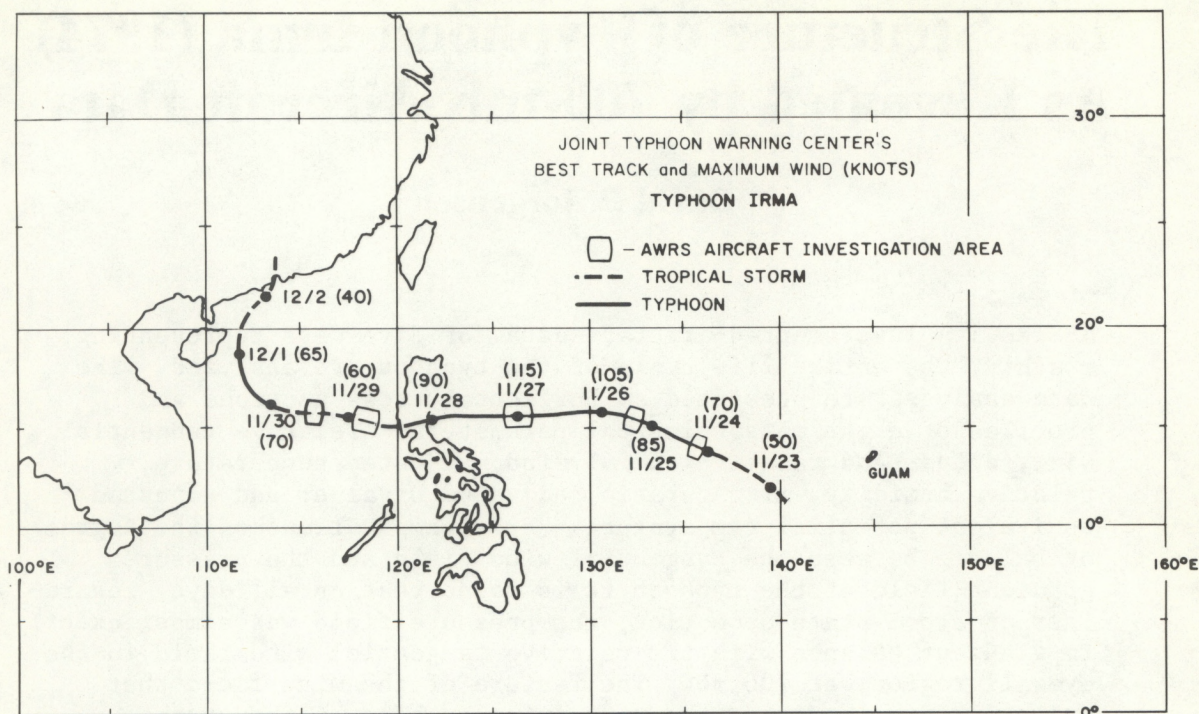 30°
JOINT TYPHOON WARNING CENTER'S
BEST TRACK and MAXIMUM WIND (KNOTS)
TYPHOON IRMA
– AWRS AIRCRAFT INVESTIGATION AREA
TROPICAL STORM
TYPHOON
12/2 (40)
20°
12/1 (65)
(60)
11/29
(90)
11/28
(115)
11/27
(105)
11/26
(70)
11/24
11/30
(70)
(85)
11/25
(50)
11/23
GUAM
10°
100°E
110°E
120°E
130°E
140°E
150°E
160°E
0°